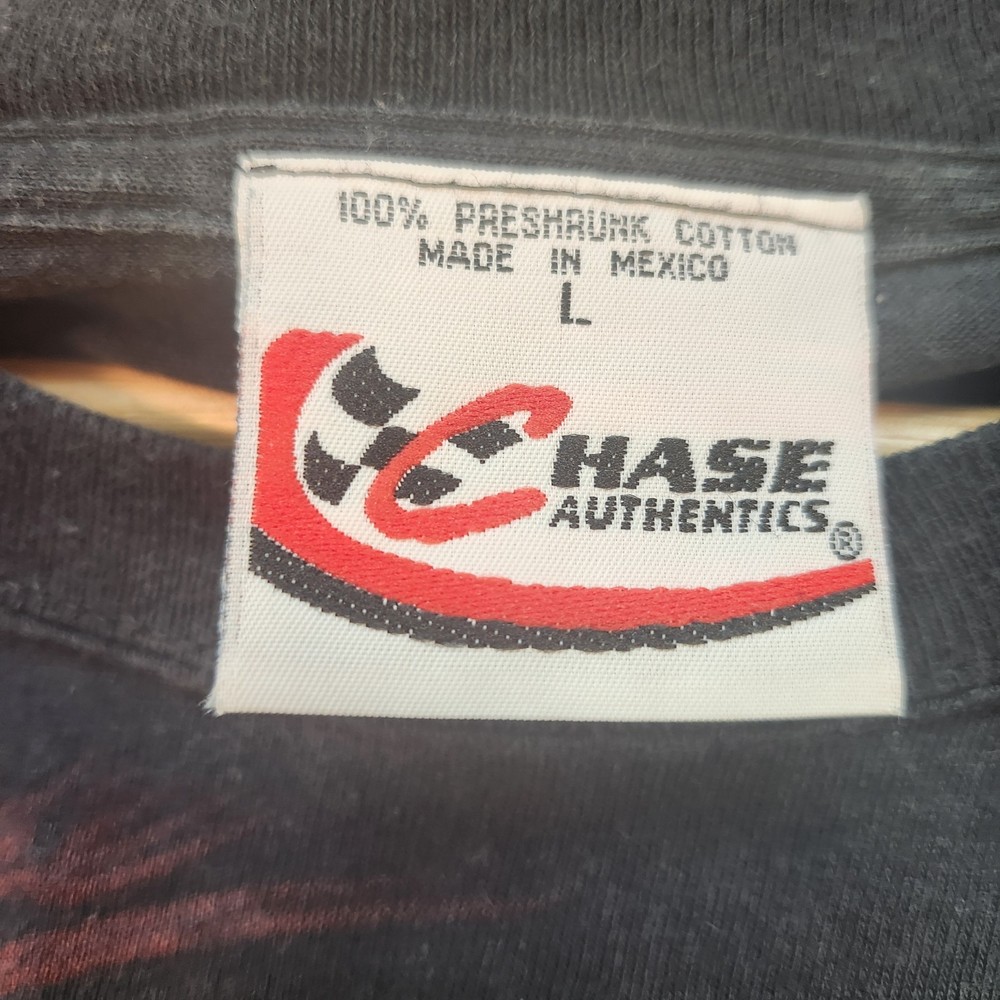 100% PRESHRUNK COTTON
MADE IN MEXICO
L
CHASE
AUTHENTICS®